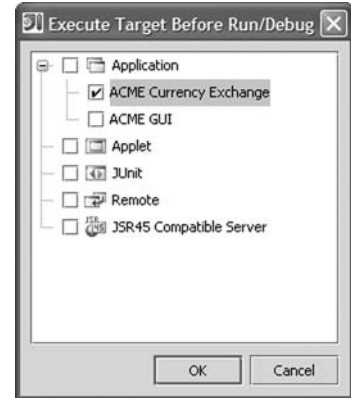 Execute Target Before Run/Debug
Application
ACME Currency Exchange
ACME GUI
Applet
JUnit
Remote
JSR45 Compatible Server
OK
Cancel